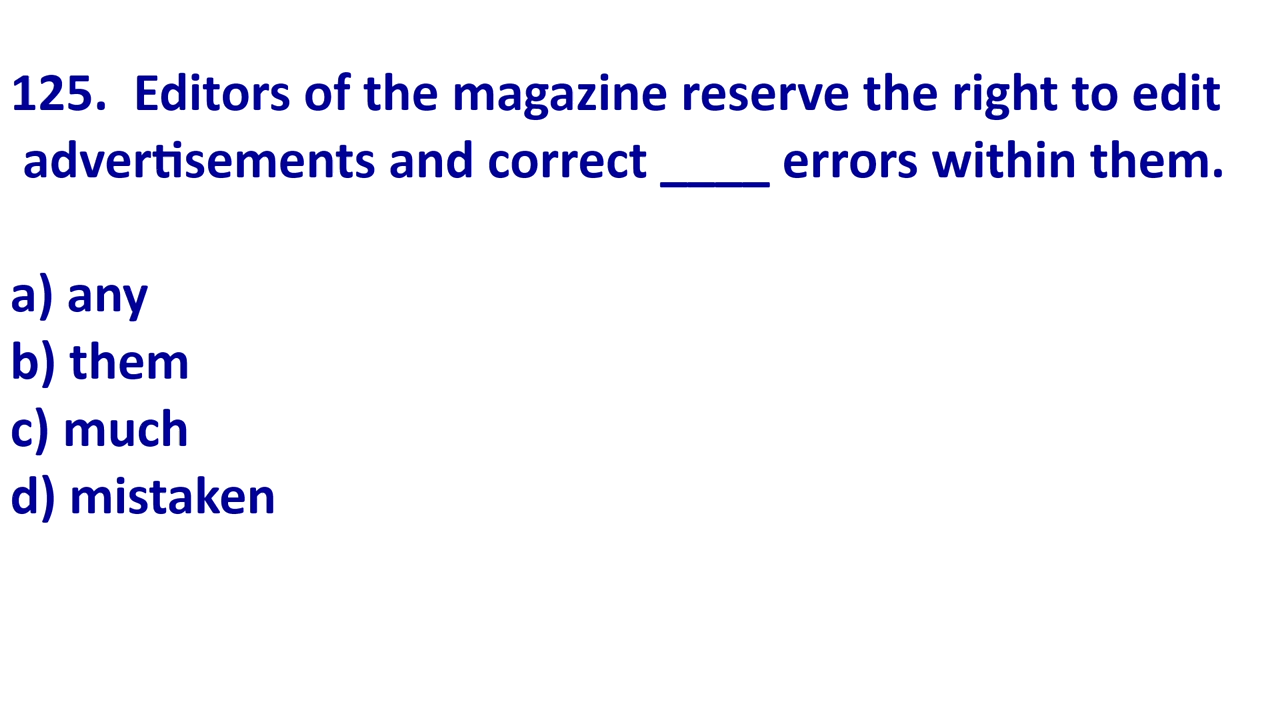 125.  Editors of the magazine reserve the right to edit
advertisements and correct ____ errors within them.
a) any
b) them
c) much
d) mistaken